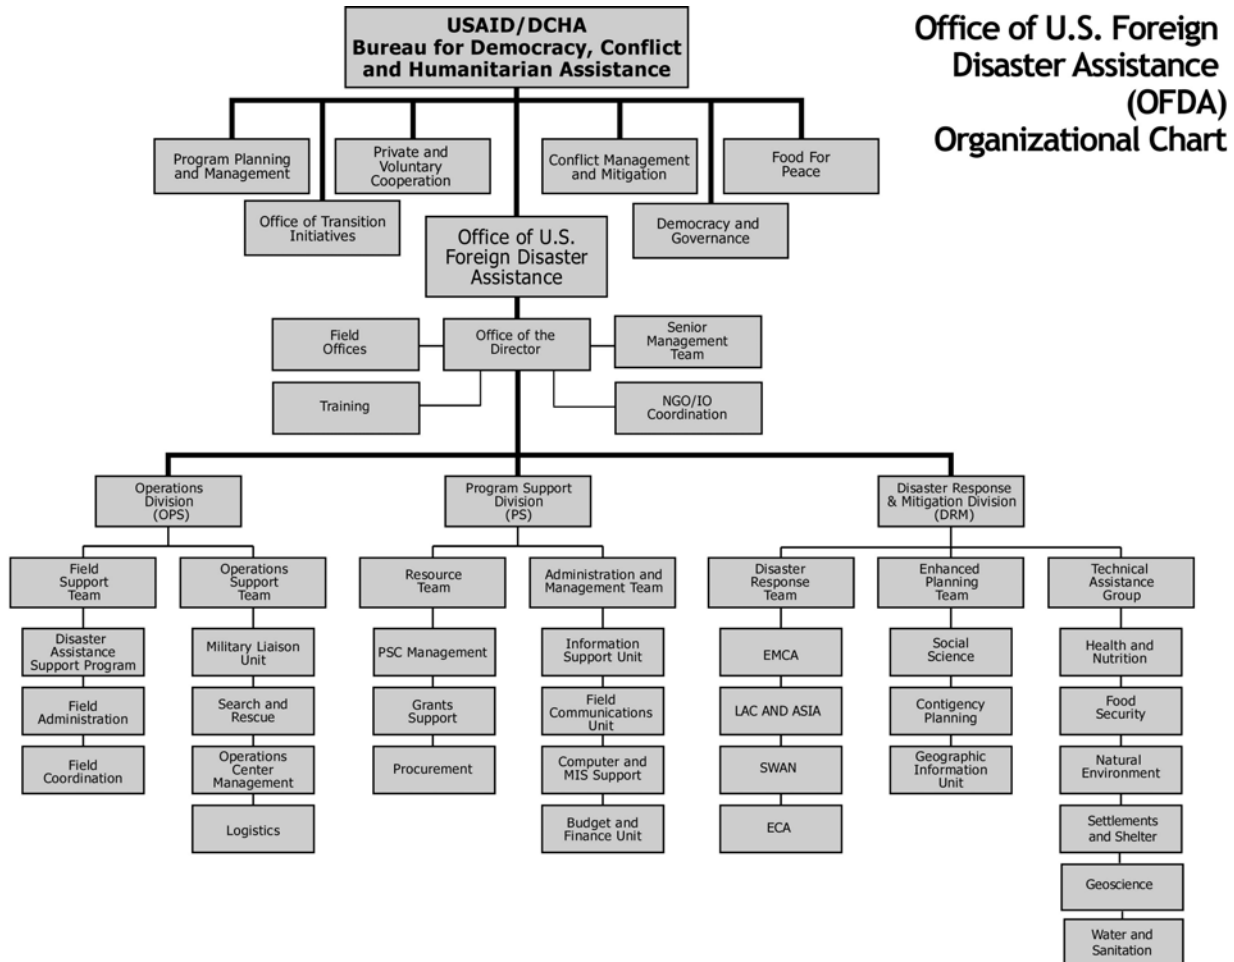 USAID/DCHA
Bureau for Democracy, Conflict
and Humanitarian Assistance
Office of U.S. Foreign
Disaster Assistance
(OFDA)
Organizational Chart
Program Planning
and Management
Private and
Voluntary
Cooperation
Conflict Management
and Mitigation
Food For
Peace
Office of Transition
Initiatives
Democracy and
Governance
Office of U.S.
Foreign Disaster
Assistance
Field
Offices
Office of the
Director
Senior
Management
Team
Training
NGO/IO
Coordination
Operations
Division
(OPS)
Program Support
Division
(PS)
Disaster Response
& Mitigation Division
(DRM)
Field
Support
Team
Operations
Support
Team
Resource
Team
Administration and
Management Team
Disaster
Response
Team
Enhanced
Planning
Team
Technical
Assistance
Group
Disaster
Assistance
Support Program
Military Liaison
Unit
PSC Management
Information
Support Unit
EMCA
Social
Science
Health and
Nutrition
Field
Administration
Search and
Rescue
Grants
Support
Field
Communications
Unit
LAC AND ASIA
Contigency
Planning
Food
Security
Field
Coordination
Operations
Center
Management
Procurement
Computer and
MIS Support
SWAN
Geographic
Information
Unit
Natural
Environment
Logistics
Budget and
Finance Unit
ECA
Settlements
and Shelter
Geoscience
Water and
Sanitation